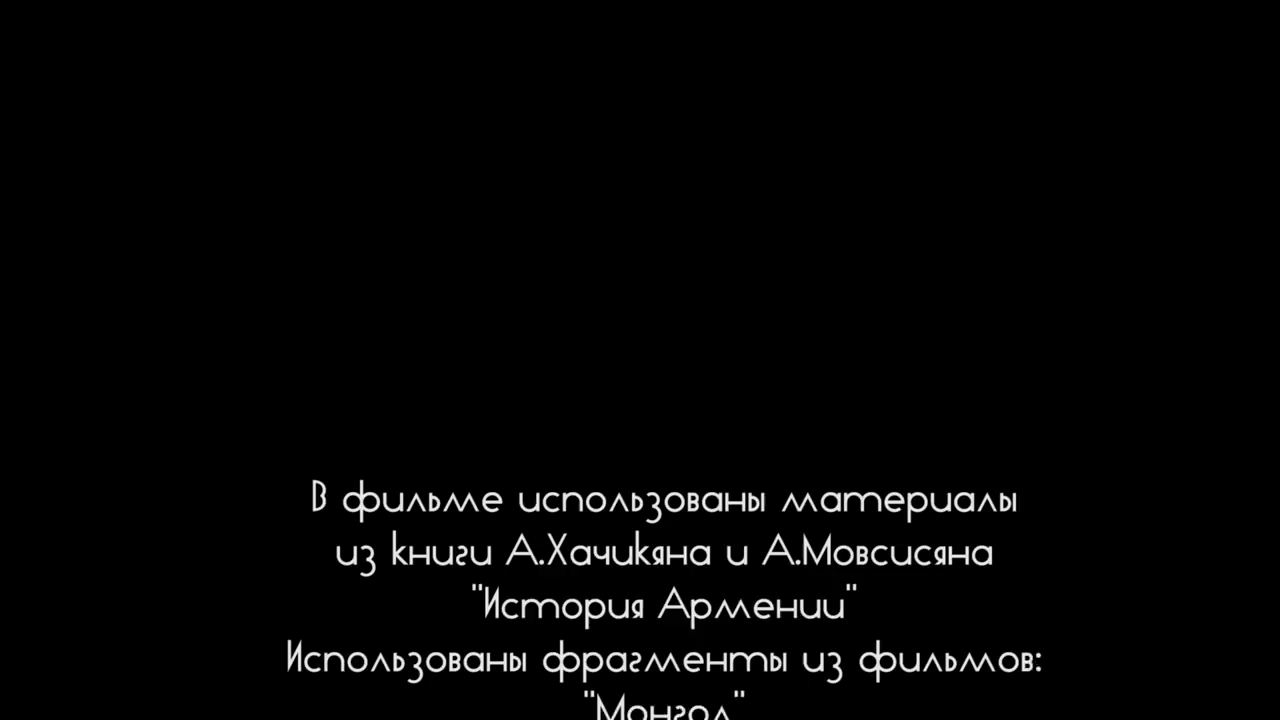 В фильме использованы материалы
из книги А.Хачикяна и А.Мовсисяна
"История Армении"
Использованы фрагменты из фильмов:
"Монгол"